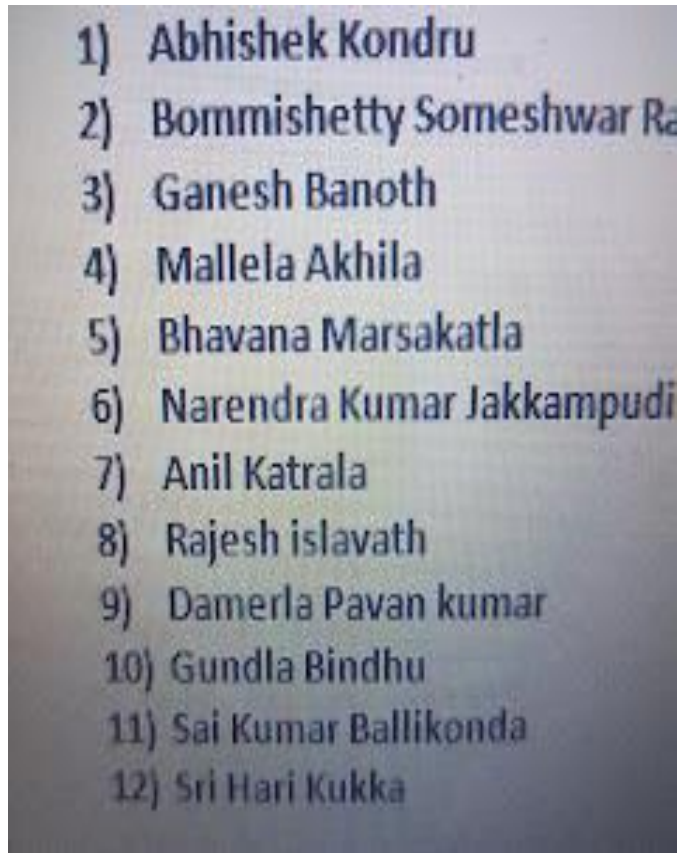 1) Abhishek Kondru
2) Bommishetty Someshwar
3) Ganesh Banoth
4) Mallela Akhila
5) Bhavana Marsakatla
6) Narendra Kumar Jakkampudi
7) Anil Katrala
8) Rajesh islavath
9) Damerla Pavan kumar
10) Gundla Bindhu
11) Sai Kumar Ballikonda
12) Sri Hari Kukka